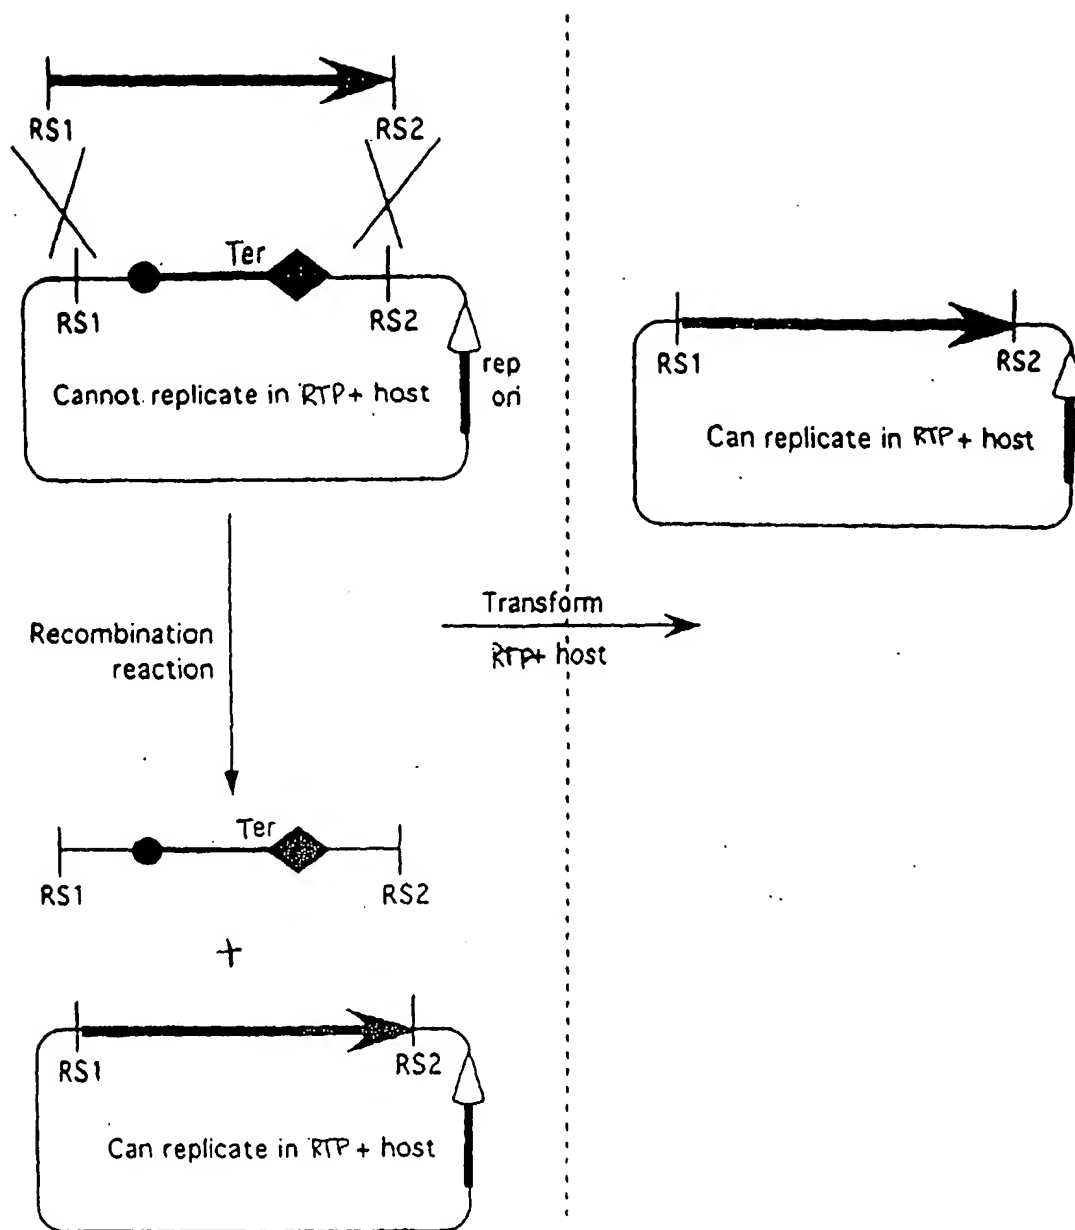 RS1 RS2
Ter
RS1 RS2
rep
ori
Cannot replicate in RTP + host
RS1 RS2
Can replicate in RTP + host
Recombination
reaction
Transform
RTP+ host
Ter
RS1 RS2
+
RS1 RS2
Can replicate in RTP + host